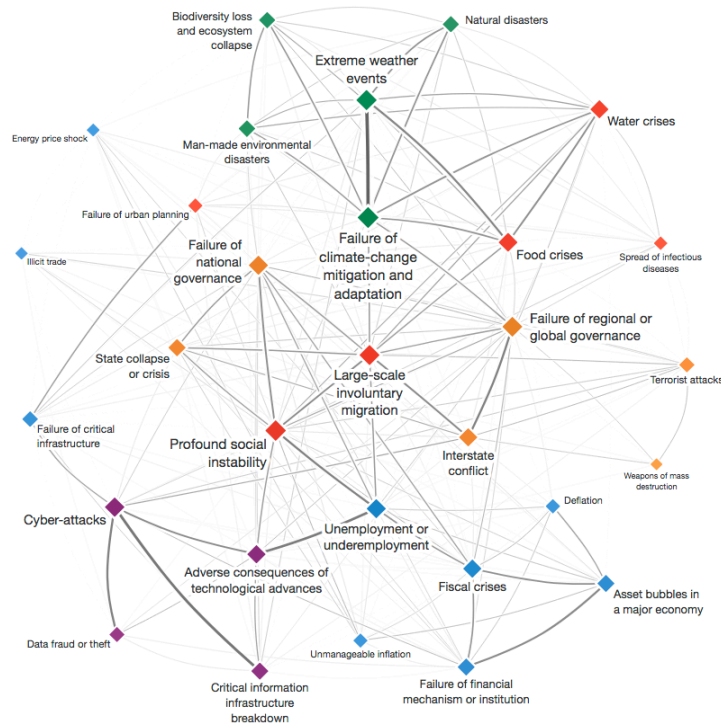 Biodiversity loss
and ecosystem
collapse
Natural disasters
Extreme weather
events
Water crises
Energy price shock
Man-made environmental
disasters
Failure of urban planning
Failure of
climate-change
mitigation and
adaptation
Food crises
Spread of infectious
diseases
Illicit trade
Failure of
national
governance
Failure of regional or
global governance
State collapse
or crisis
Large-scale
involuntary
migration
Terrorist attacks
Failure of critical
infrastructure
Profound social
instability
Interstate
conflict
Weapons of mass
destruction
Cyber-attacks
Unemployment or
underemployment
Deflation
Adverse consequences of
technological advances
Fiscal crises
Asset bubbles in
a major economy
Data fraud or theft
Unmanageable inflation
Critical information
infrastructure
breakdown
Failure of financial
mechanism or institution